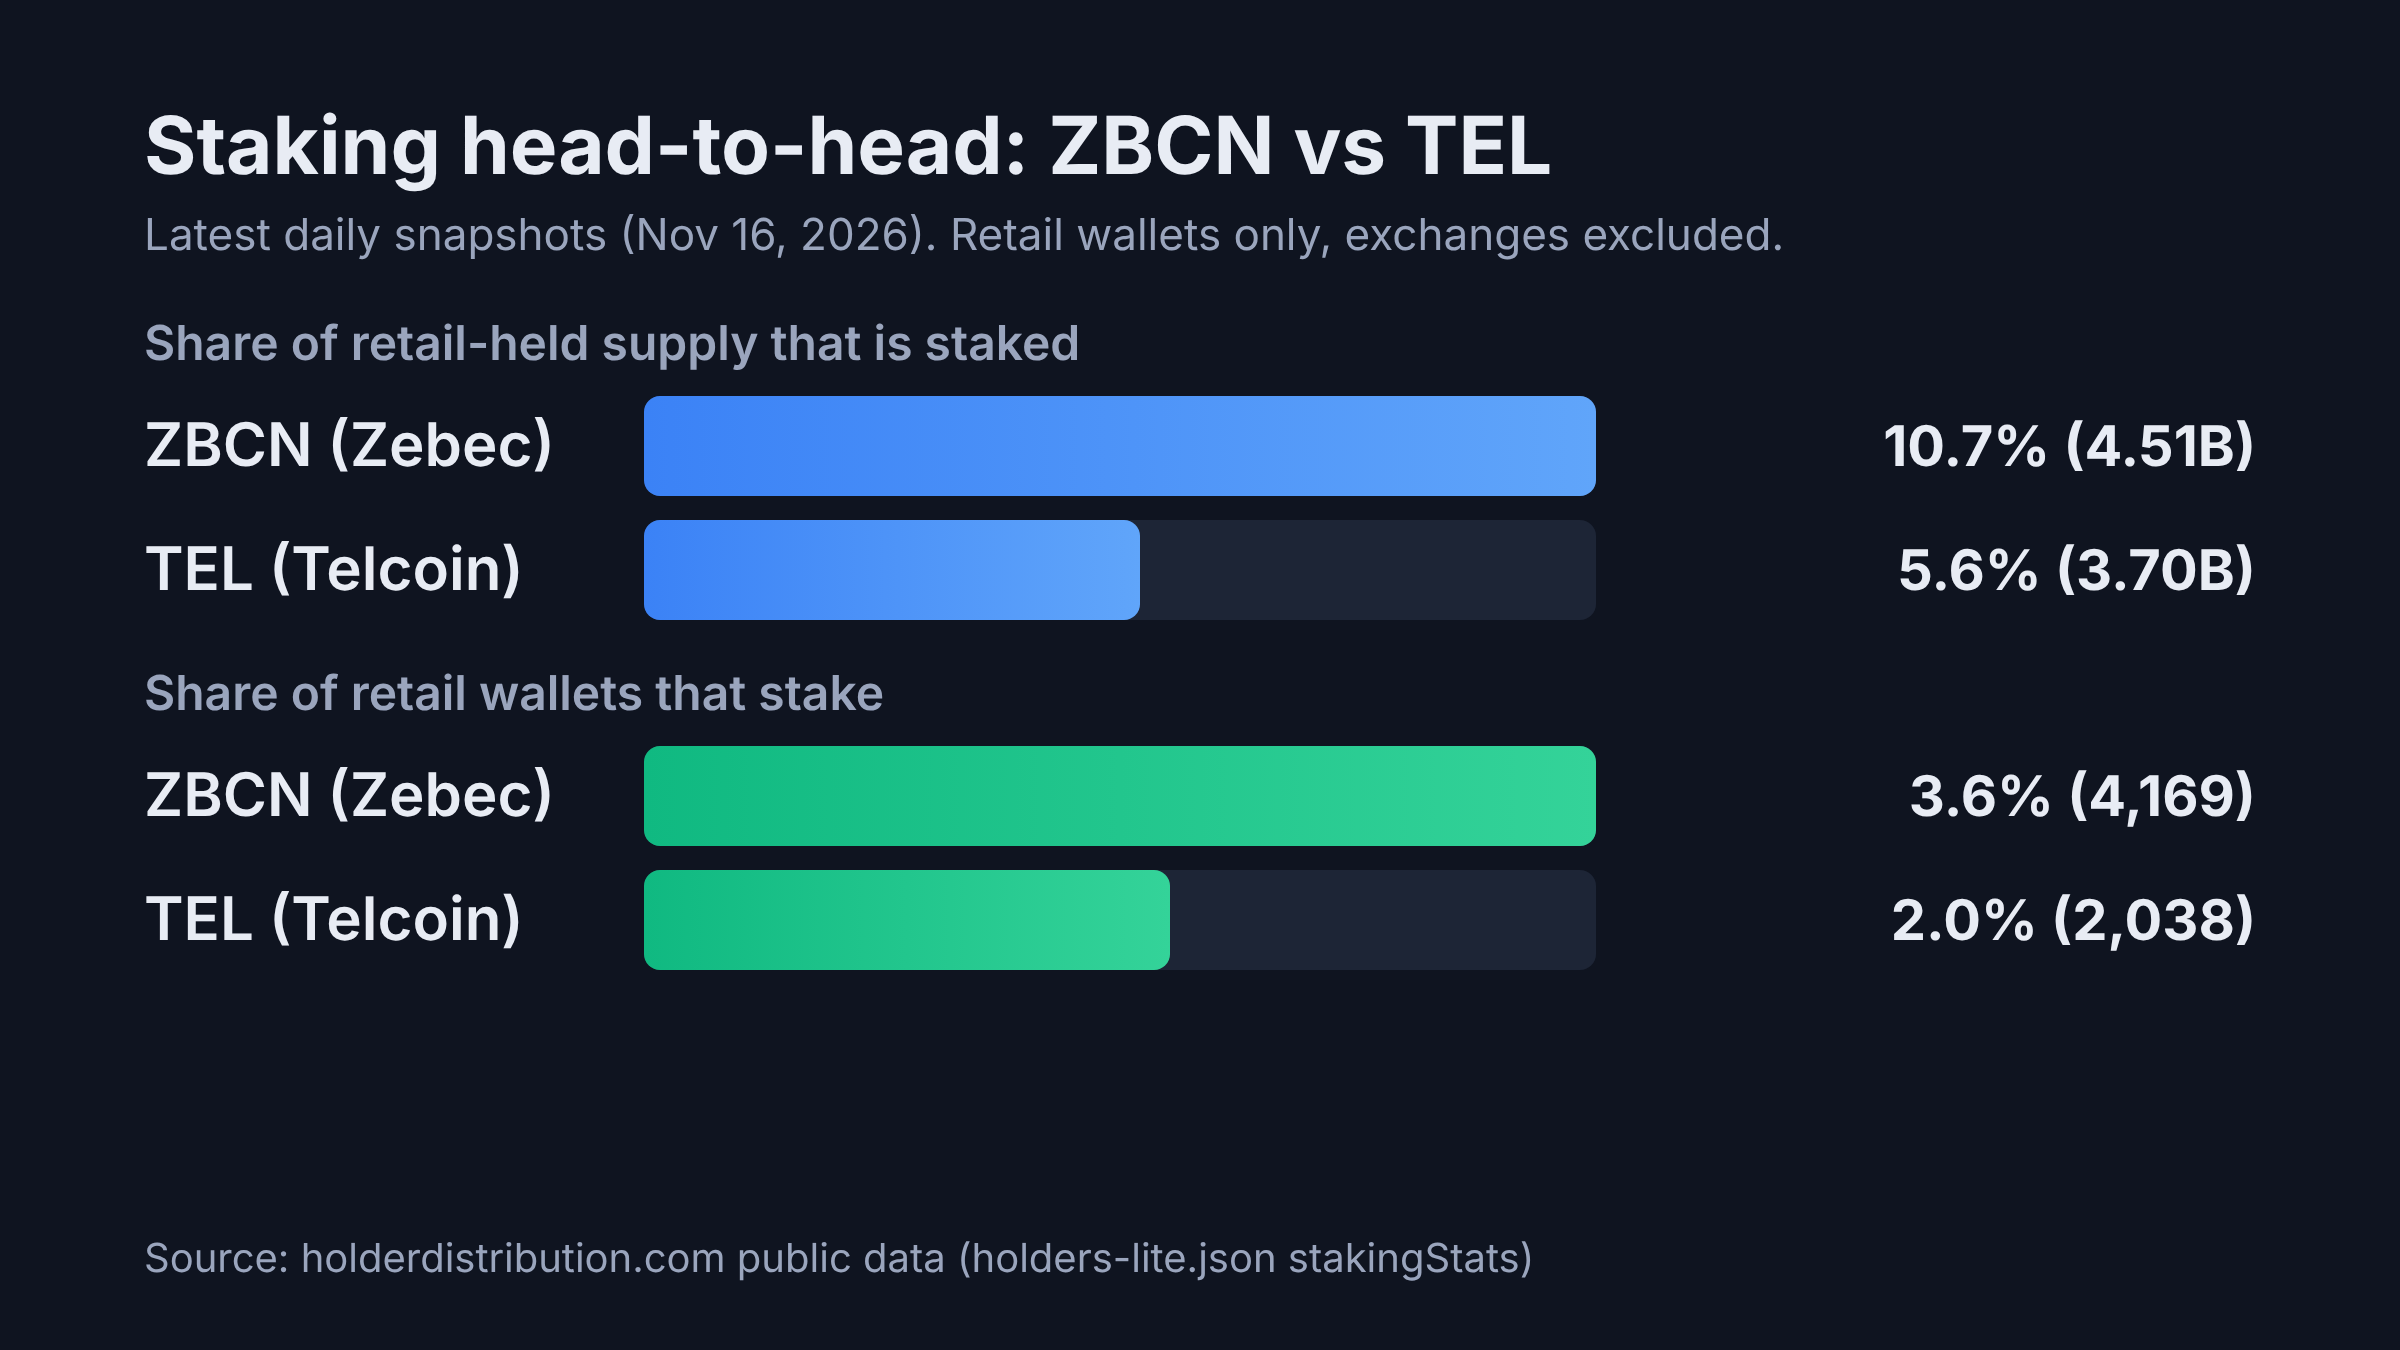 Staking head-to-head: ZBCN vs TEL
Latest daily snapshots (Nov 16, 2026). Retail wallets only, exchanges excluded.
Share of retail-held supply that is staked
ZBCN (Zebec) 10.7% (4.51B)
TEL (Telcoin) 5.6% (3.70B)
Share of retail wallets that stake
ZBCN (Zebec) 3.6% (4,169)
TEL (Telcoin) 2.0% (2,038)
Source: holderdistribution.com public data (holders-lite.json stakingStats)